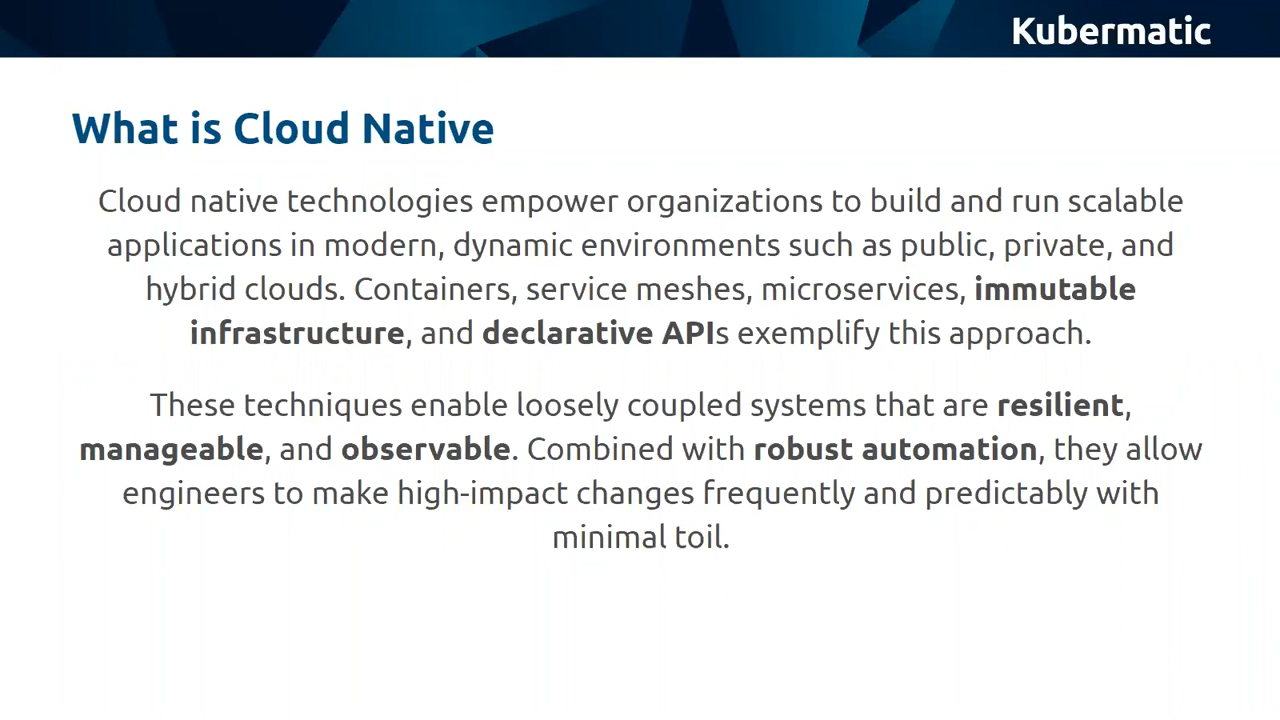 Kubermatic
What is Cloud Native
Cloud native technologies empower organizations to build and run scalable
applications in modern, dynamic environments such as public, private, and
hybrid clouds. Containers, service meshes, microservices, immutable
infrastructure, and declarative APIs exemplify this approach.
These techniques enable loosely coupled systems that are resilient,
manageable, and observable. Combined with robust automation, they allow
engineers to make high-impact changes frequently and predictably with
minimal toil.